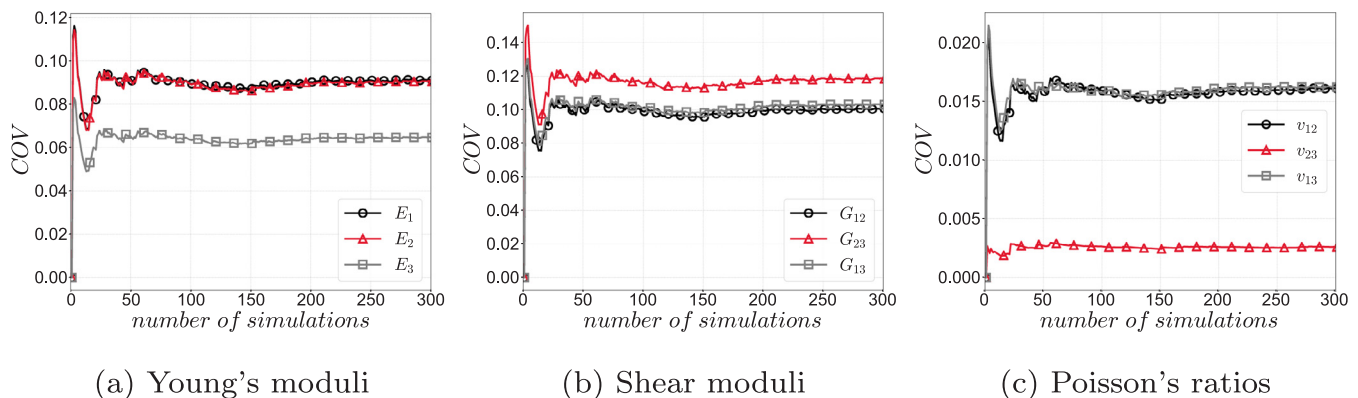 0.12
0.10
0.08
0.06
0.04
0.02
0.00
COV
0 50 100 150 200 250 300
number of simulations
E1
E2
E3
(a) Young's moduli
0.14
0.12
0.10
0.08
0.06
0.04
0.02
0.00
COV
0 50 100 150 200 250 300
number of simulations
G12
G23
G13
(b) Shear moduli
0.020
0.015
0.010
0.005
0.000
COV
0 50 100 150 200 250 300
number of simulations
v12
v23
v13
(c) Poisson's ratios